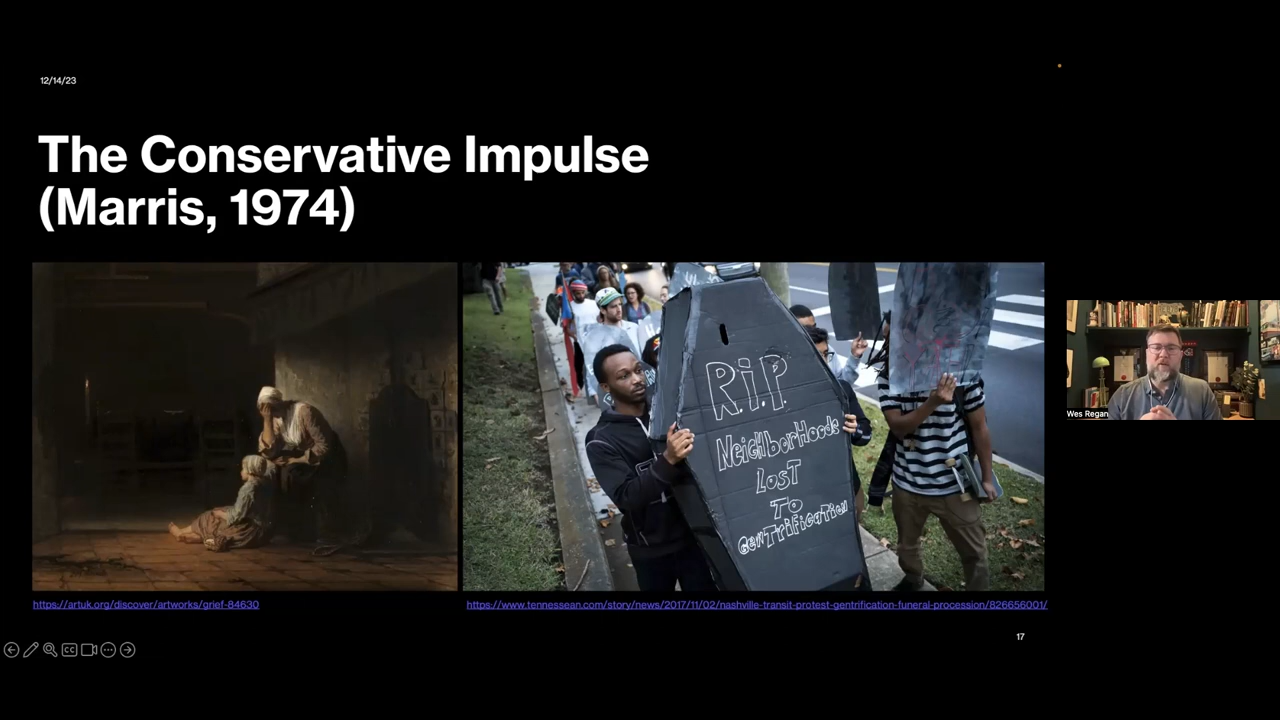 12/14/23
The Conservative Impulse
(Marris, 1974)
R.I.P
NeighborHoods
LosT
To
GenTriFicaTion
https://artuk.org/discover/artworks/grief-84630
https://www.tennessean.com/story/news/2017/11/02/nashville-transit-protest-gentrification-funeral-procession/826656001/
17
CC
Wes Regan